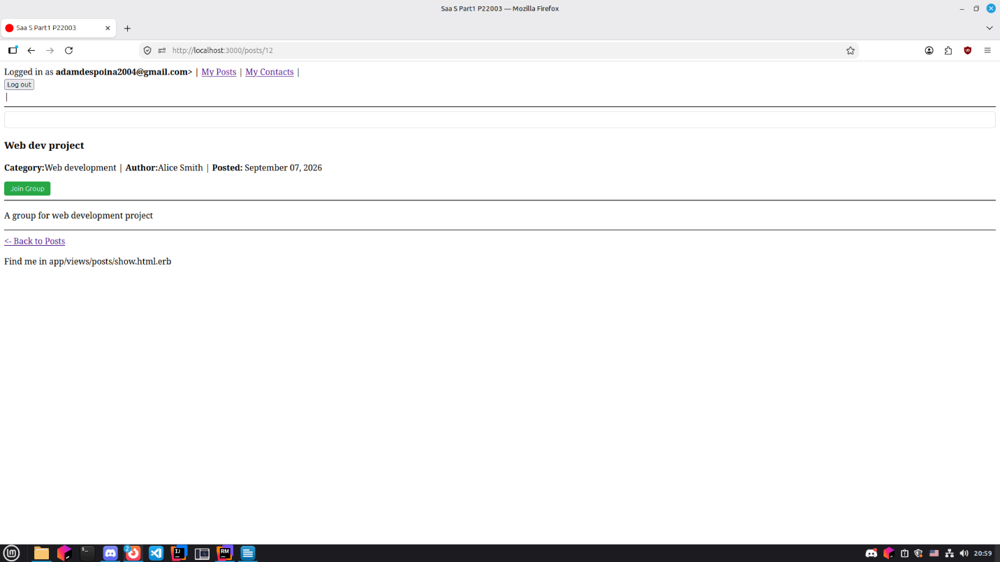 Saa S Part1 P22003 — Mozilla Firefox
Saa S Part1 P22003
http://localhost:3000/posts/12
Logged in as adamdespoina2004@gmail.com> | My Posts | My Contacts |
Log out
|
Web dev project
Category:Web development | Author:Alice Smith | Posted: September 07, 2026
Join Group
A group for web development project
<- Back to Posts
Find me in app/views/posts/show.html.erb
2
IJ
RM
20:59